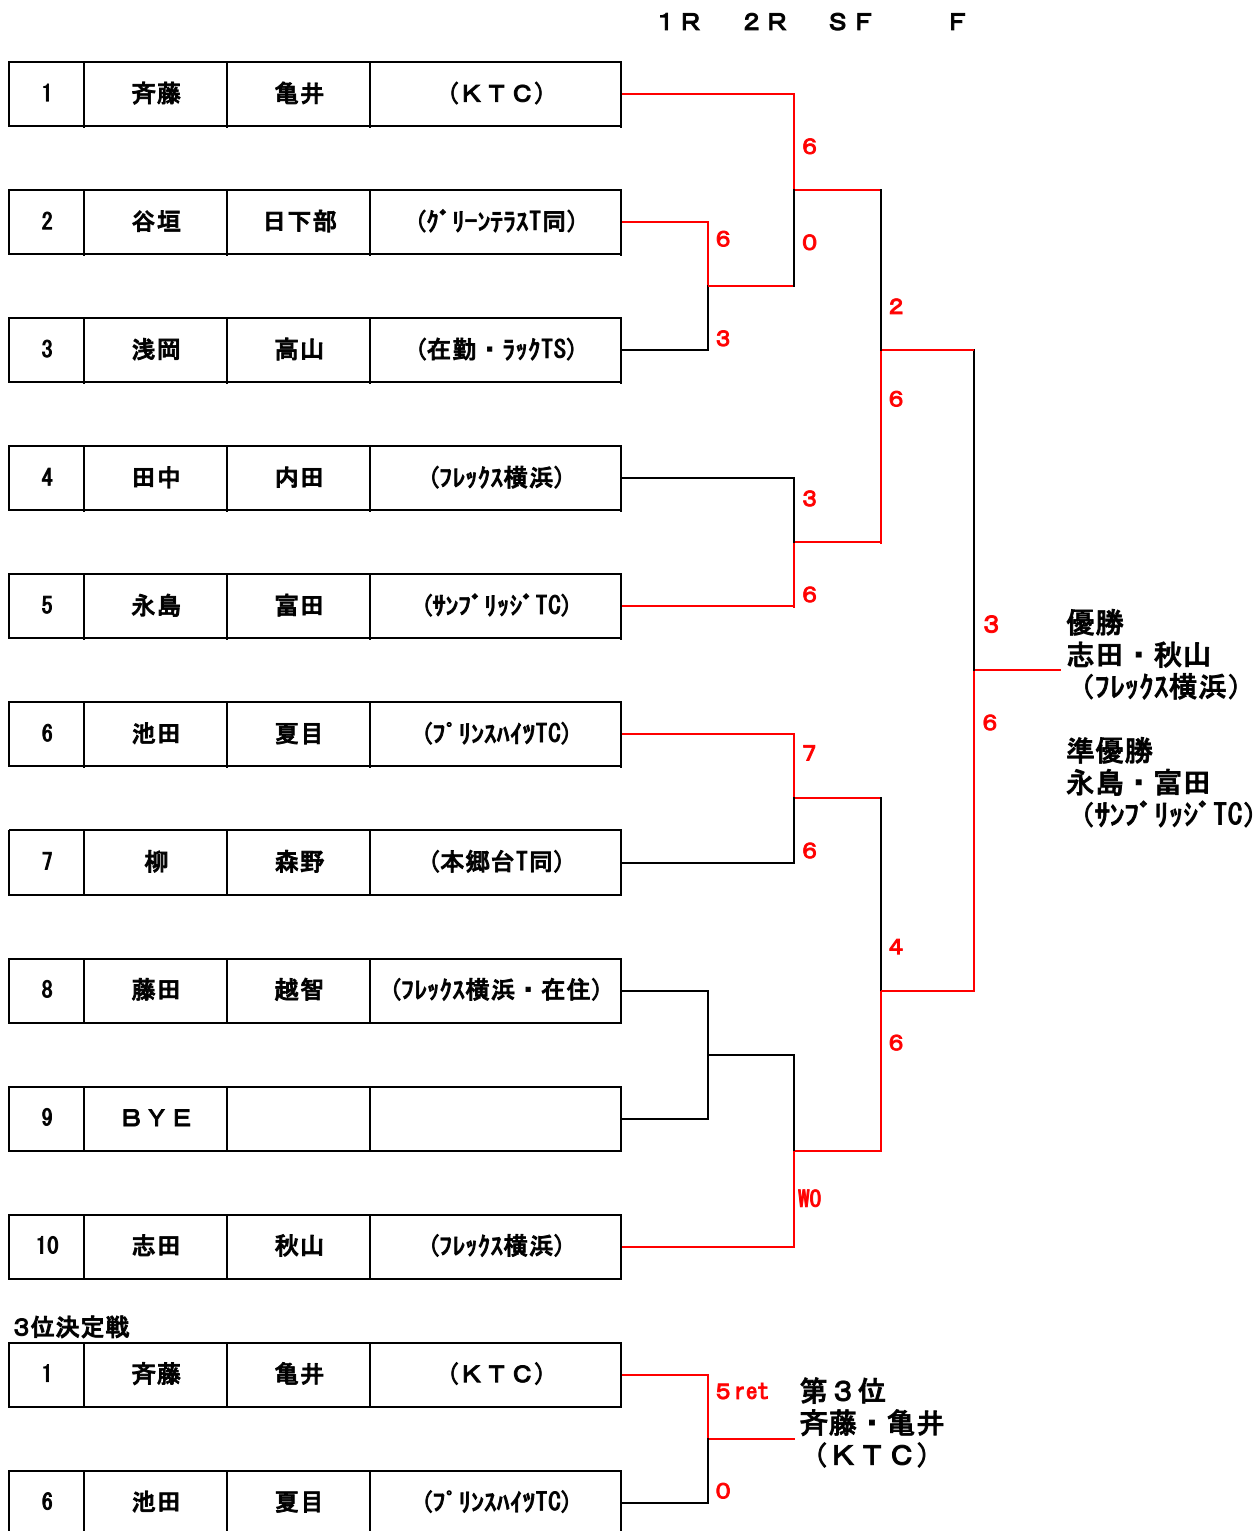 １Ｒ ２Ｒ ＳＦ Ｆ
1 斉藤 亀井 (ＫＴＣ)
6
2 谷垣 日下部 (ｸﾞﾘｰﾝﾃﾗｽT同)
6 0
2
3 浅岡 高山 (在勤・ﾗｯｸTS)
3
6
4 田中 内田 (ﾌﾚｯｸｽ横浜)
3
5 永島 富田 (ｻﾝﾌﾞﾘｯｼﾞTC)
6
3
優勝
志田・秋山
(ﾌﾚｯｸｽ横浜)
6 池田 夏目 (ﾌﾟﾘﾝｽﾊｲﾂTC)
6
7
準優勝
永島・富田
(ｻﾝﾌﾞﾘｯｼﾞTC)
7 柳 森野 (本郷台T同)
6
4
8 藤田 越智 (ﾌﾚｯｸｽ横浜・在住)
6
9 ＢＹＥ
WO
10 志田 秋山 (ﾌﾚｯｸｽ横浜)
3位決定戦
1 斉藤 亀井 (ＫＴＣ)
5ret
第３位
斉藤・亀井
(ＫＴＣ)
6 池田 夏目 (ﾌﾟﾘﾝｽﾊｲﾂTC)
0